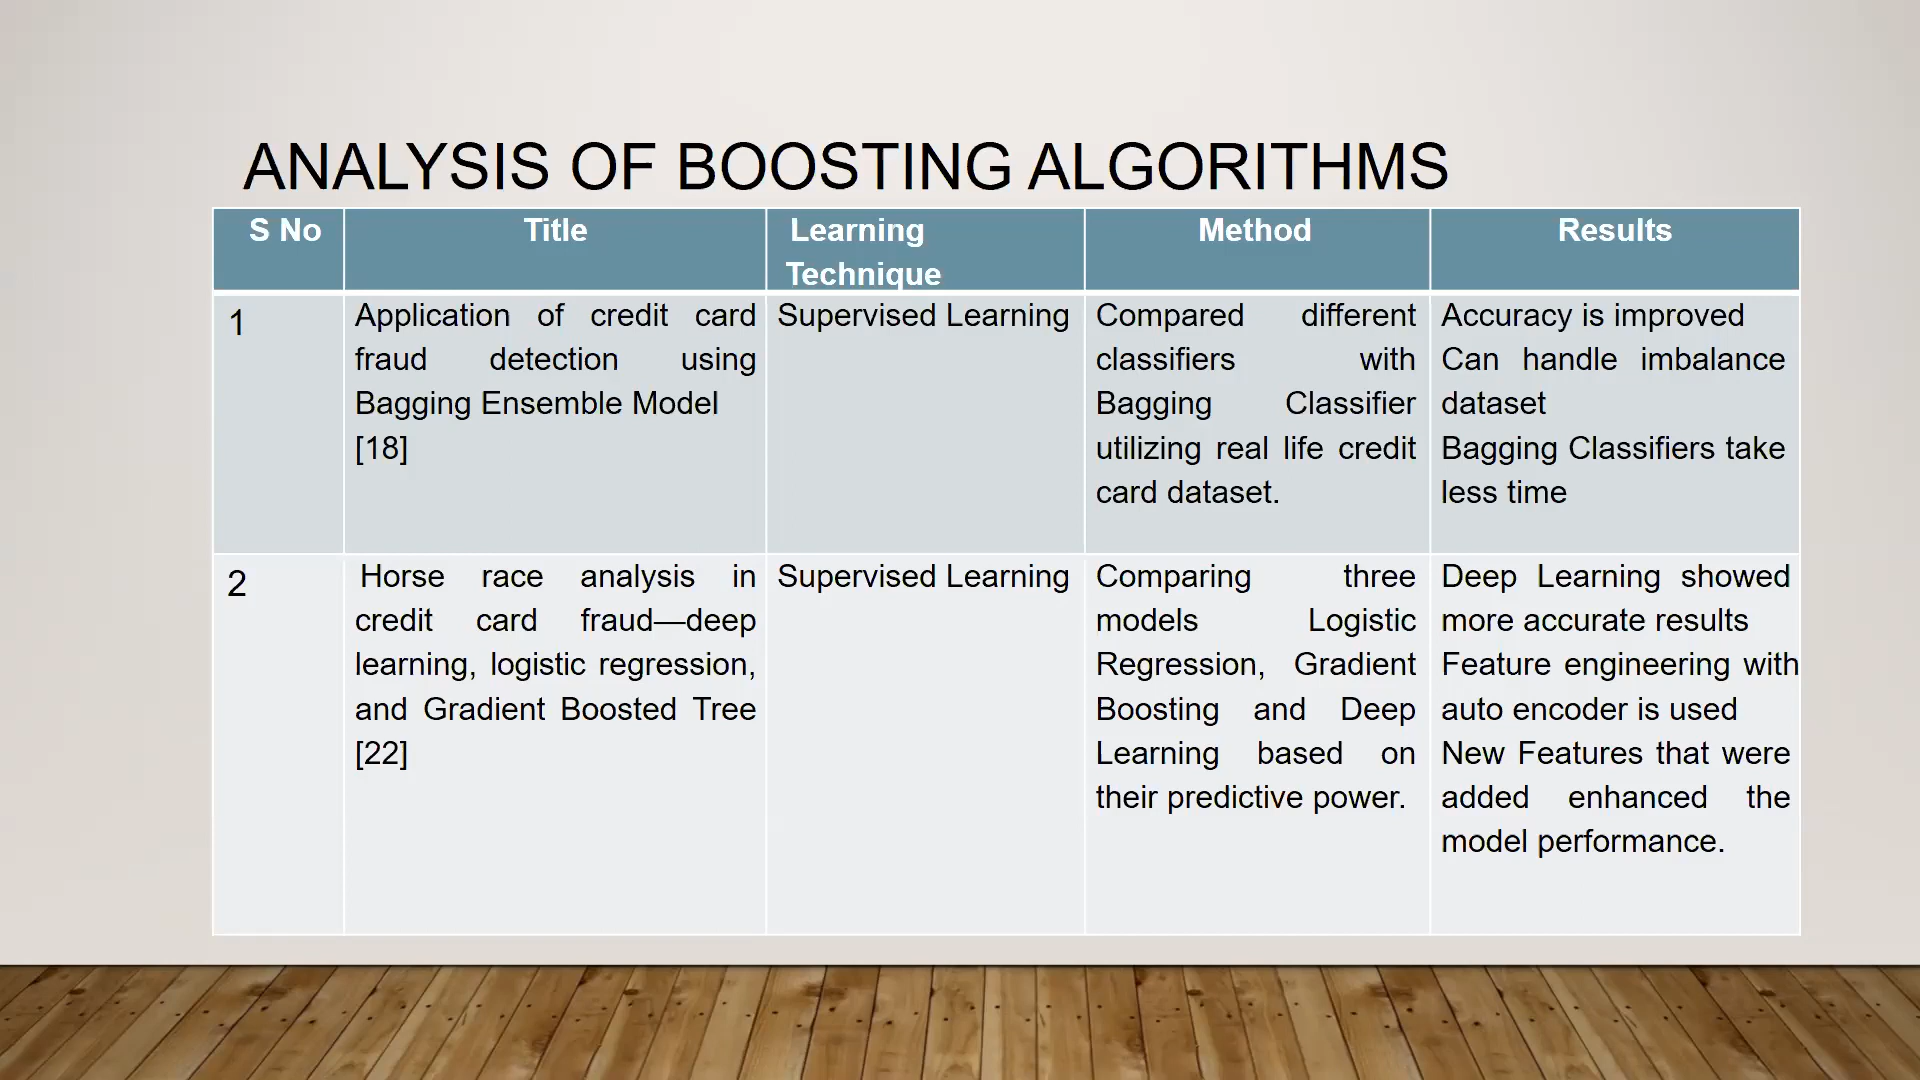 ANALYSIS OF BOOSTING ALGORITHMS
S No
Title
Learning
Technique
Method
Results
1
Application of credit card
fraud detection using
Bagging Ensemble Model
[18]
Supervised Learning
Compared different
classifiers with
Bagging Classifier
utilizing real life credit
card dataset.
Accuracy is improved
Can handle imbalance
dataset
Bagging Classifiers take
less time
2
Horse race analysis in
credit card fraud—deep
learning, logistic regression,
and Gradient Boosted Tree
[22]
Supervised Learning
Comparing three
models Logistic
Regression, Gradient
Boosting and Deep
Learning based on
their predictive power.
Deep Learning showed
more accurate results
Feature engineering with
auto encoder is used
New Features that were
added enhanced the
model performance.